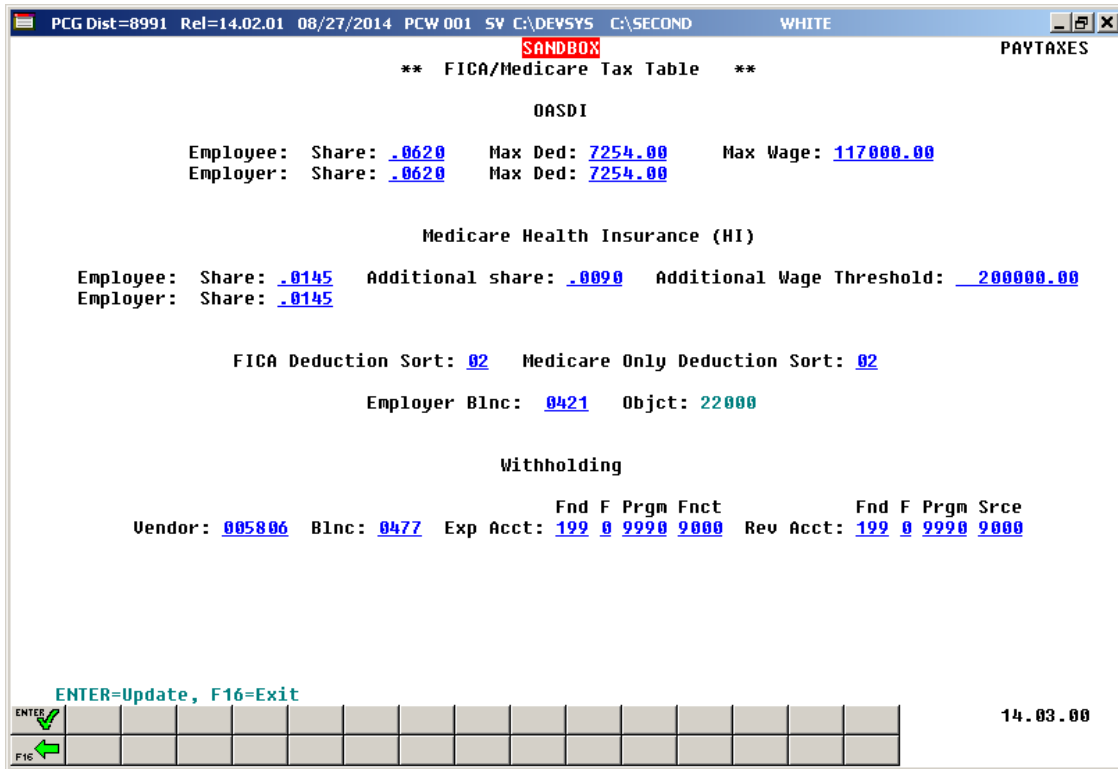 PCG Dist=8991 Rel=14.02.01 08/27/2014 PCW 001 SV C:\DEVSYS C:\SECOND WHITE
SANDBOX PAYTAXES
** FICA/Medicare Tax Table **
OASDI
Employee: Share: .0620 Max Ded: 7254.00 Max Wage: 117000.00
Employer: Share: .0620 Max Ded: 7254.00
Medicare Health Insurance (HI)
Employee: Share: .0145 Additional share: .0090 Additional Wage Threshold: 200000.00
Employer: Share: .0145
FICA Deduction Sort: 02 Medicare Only Deduction Sort: 02
Employer Blnc: 0421 Objct: 22000
Withholding
Fnd F Prgm Fnct Fnd F Prgm Srce
Vendor: 005806 Blnc: 0477 Exp Acct: 199 0 9990 9000 Rev Acct: 199 0 9990 9000
ENTER=Update, F16=Exit
ENTER 14.03.00
F16